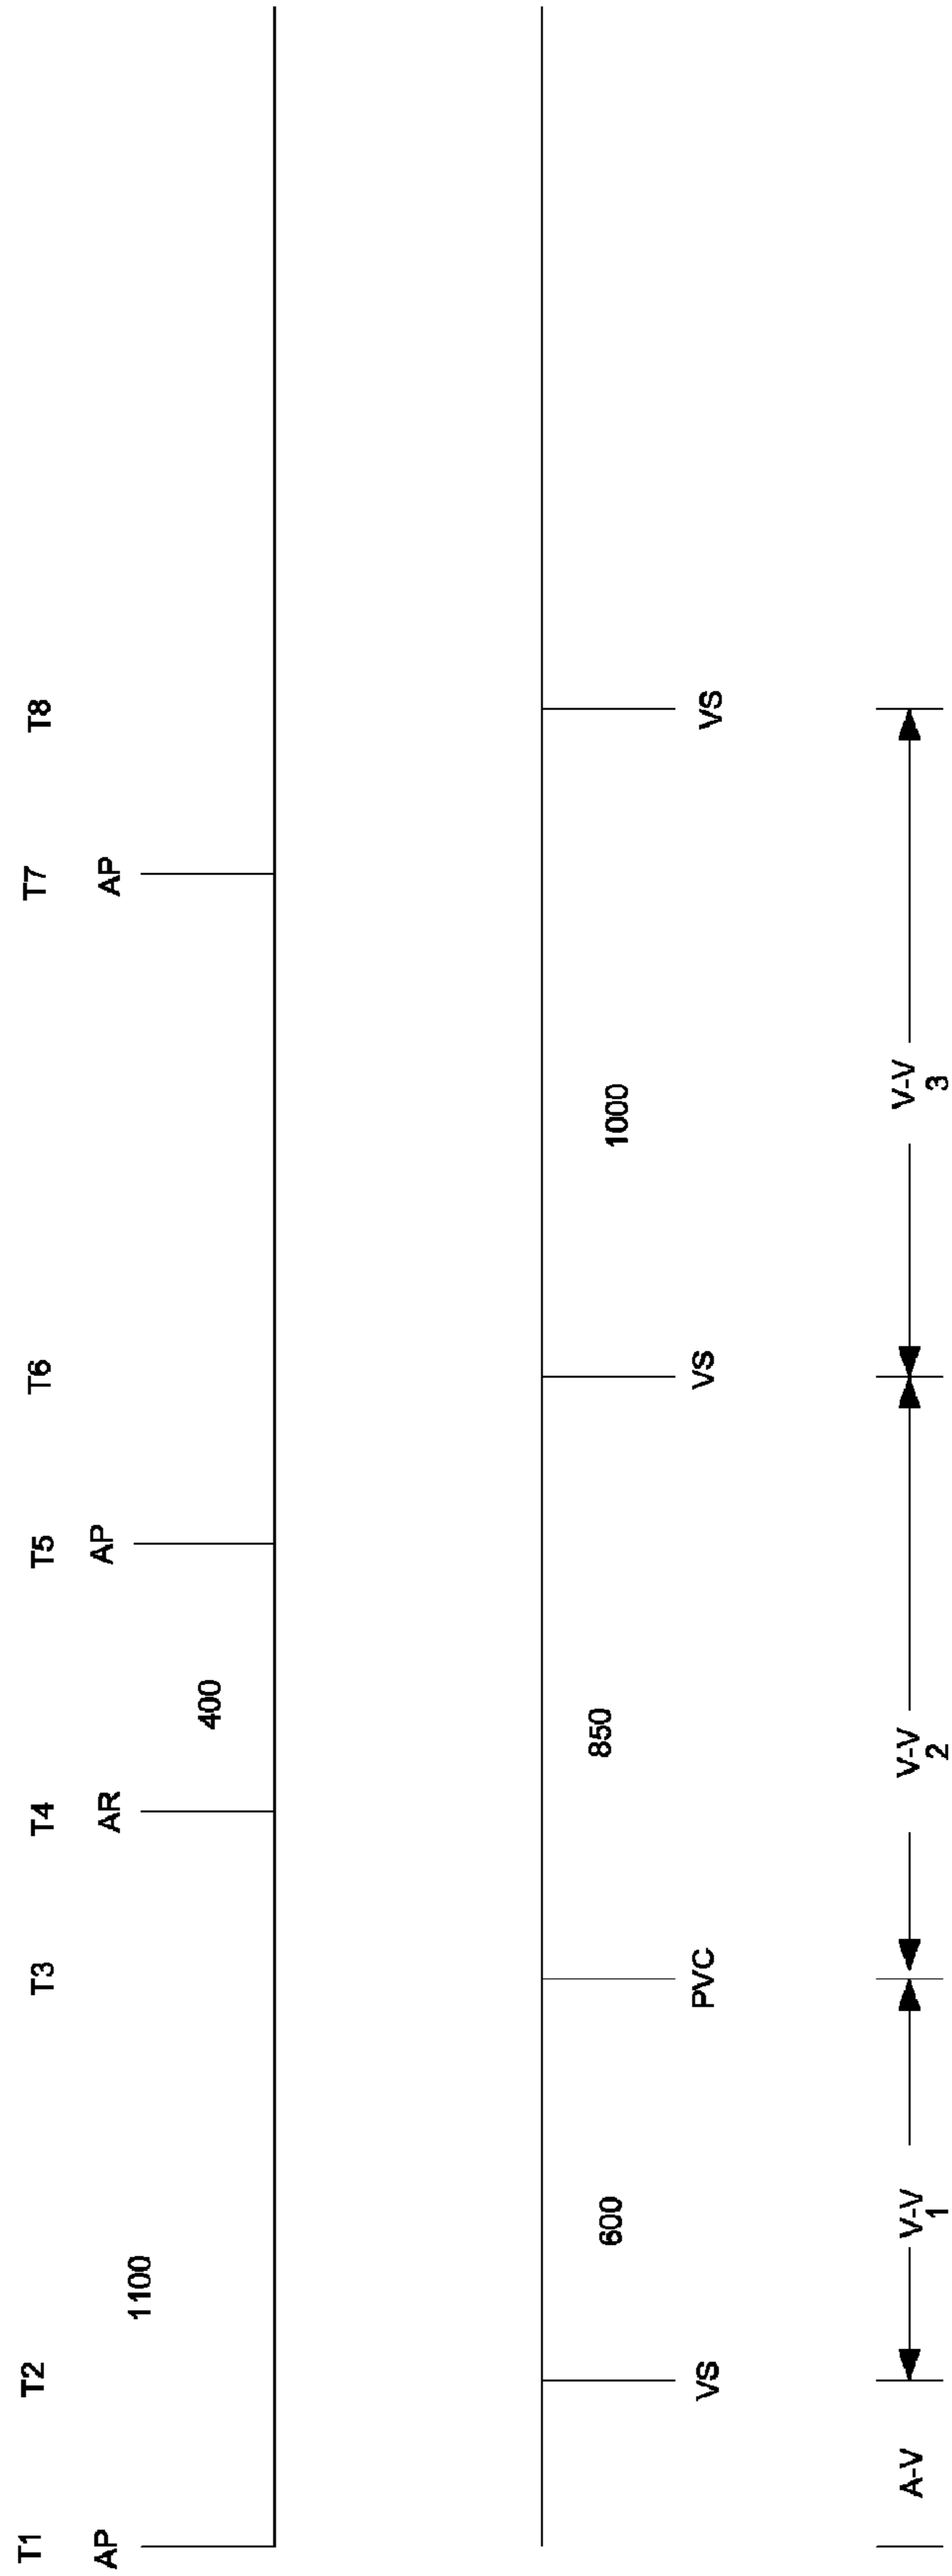 T1 T2 T3 T4 T5 T6 T7 T8
AP AR AP AP
1100 400
600 850 1000
VS PVC VS VS
A-V V-V V-V V-V
1 2 3